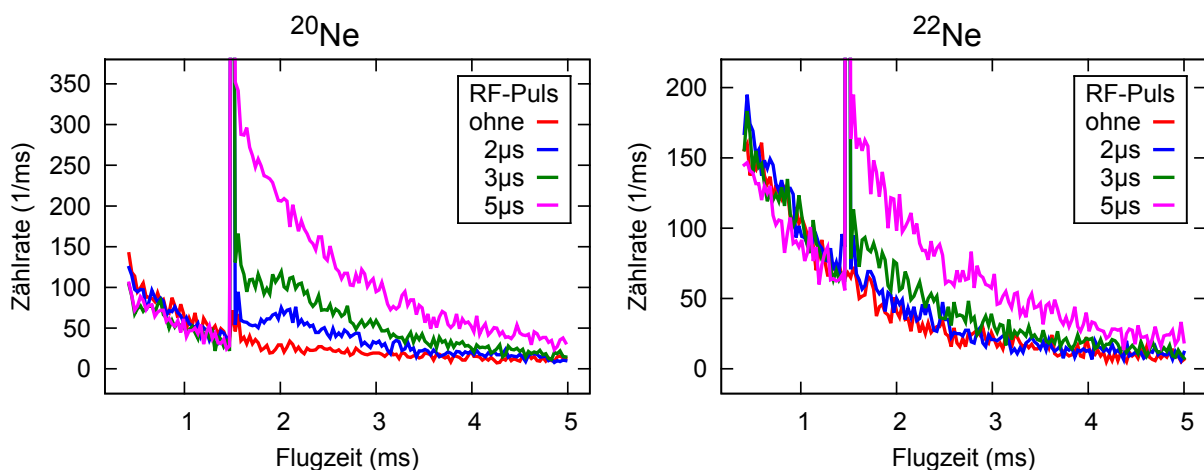 ²⁰Ne
Zählrate (1/ms)
350
300
250
200
150
100
50
0
RF-Puls
ohne
2µs
3µs
5µs
1 2 3 4 5
Flugzeit (ms)
²²Ne
Zählrate (1/ms)
200
150
100
50
0
RF-Puls
ohne
2µs
3µs
5µs
1 2 3 4 5
Flugzeit (ms)